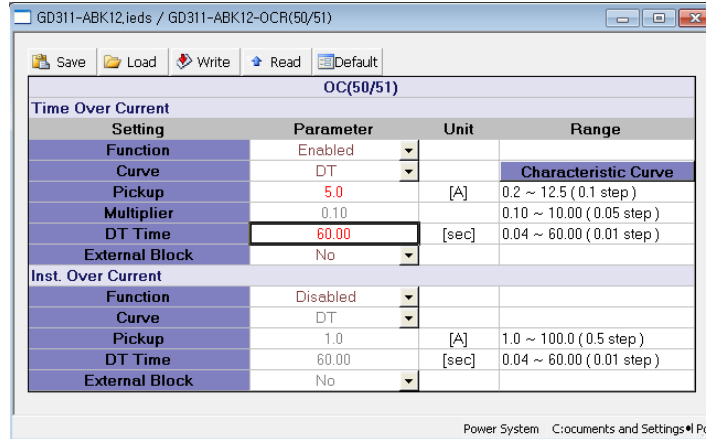 GD311-ABK12.ieds / GD311-ABK12-OCR(50/51)
Save Load Write Read Default
OC(50/51)
Time Over Current
Setting Parameter Unit Range
Function Enabled
Curve DT Characteristic Curve
Pickup 5.0 [A] 0.2 ~ 12.5 ( 0.1 step )
Multiplier 0.10 0.10 ~ 10.00 ( 0.05 step )
DT Time 60.00 [sec] 0.04 ~ 60.00 ( 0.01 step )
External Block No
Inst. Over Current
Function Disabled
Curve DT
Pickup 1.0 [A] 1.0 ~ 100.0 ( 0.5 step )
DT Time 60.00 [sec] 0.04 ~ 60.00 ( 0.01 step )
External Block No
Power System C:ocuments and Settings